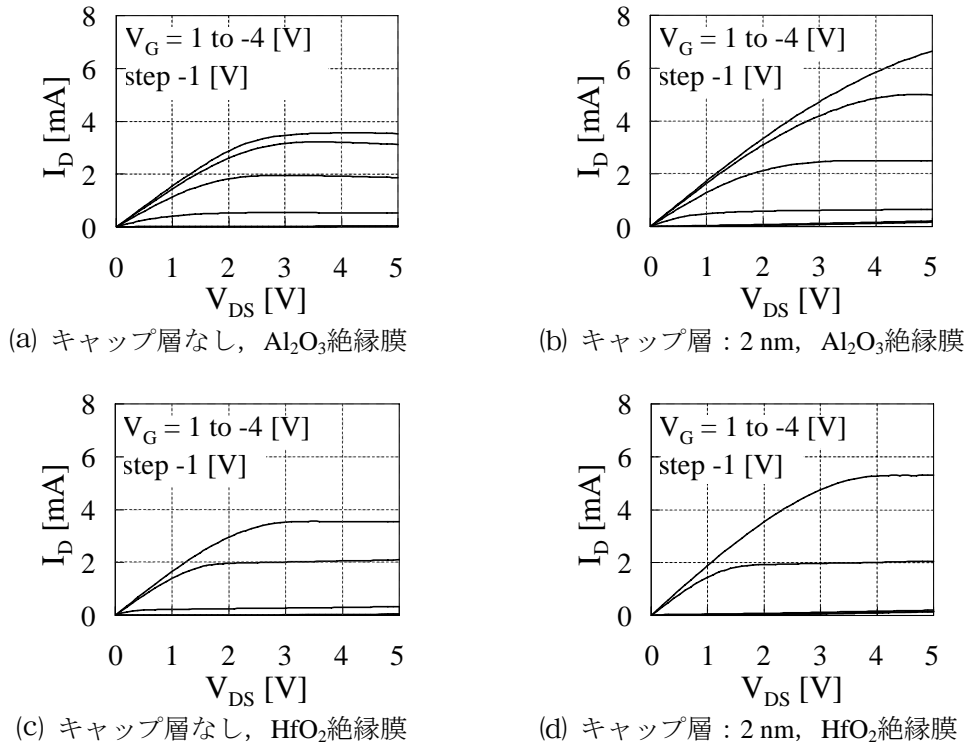 8
V_G = 1 to -4 [V]
6
step -1 [V]
4
2
0
I_D [mA]
0 1 2 3 4 5
V_DS [V]
(a) キャップ層なし，Al₂O₃絶縁膜
8
V_G = 1 to -4 [V]
6
step -1 [V]
4
2
0
I_D [mA]
0 1 2 3 4 5
V_DS [V]
(b) キャップ層：2 nm，Al₂O₃絶縁膜
8
V_G = 1 to -4 [V]
6
step -1 [V]
4
2
0
I_D [mA]
0 1 2 3 4 5
V_DS [V]
(c) キャップ層なし，HfO₂絶縁膜
8
V_G = 1 to -4 [V]
6
step -1 [V]
4
2
0
I_D [mA]
0 1 2 3 4 5
V_DS [V]
(d) キャップ層：2 nm，HfO₂絶縁膜